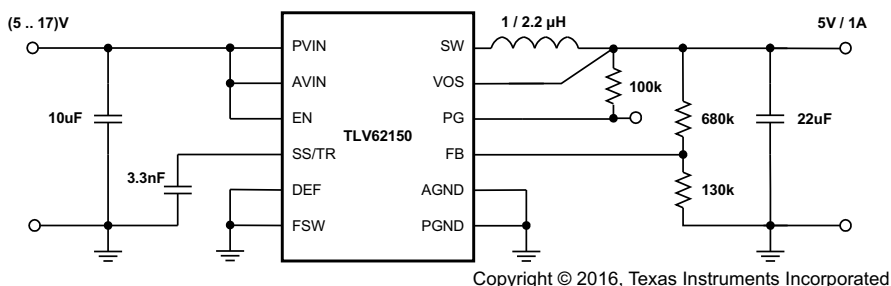 (5 .. 17)V
1 / 2.2 µH
5V / 1A
PVIN
SW
AVIN
VOS
100k
10uF
EN
PG
680k
22uF
TLV62150
SS/TR
FB
3.3nF
DEF
AGND
130k
FSW
PGND
Copyright © 2016, Texas Instruments Incorporated